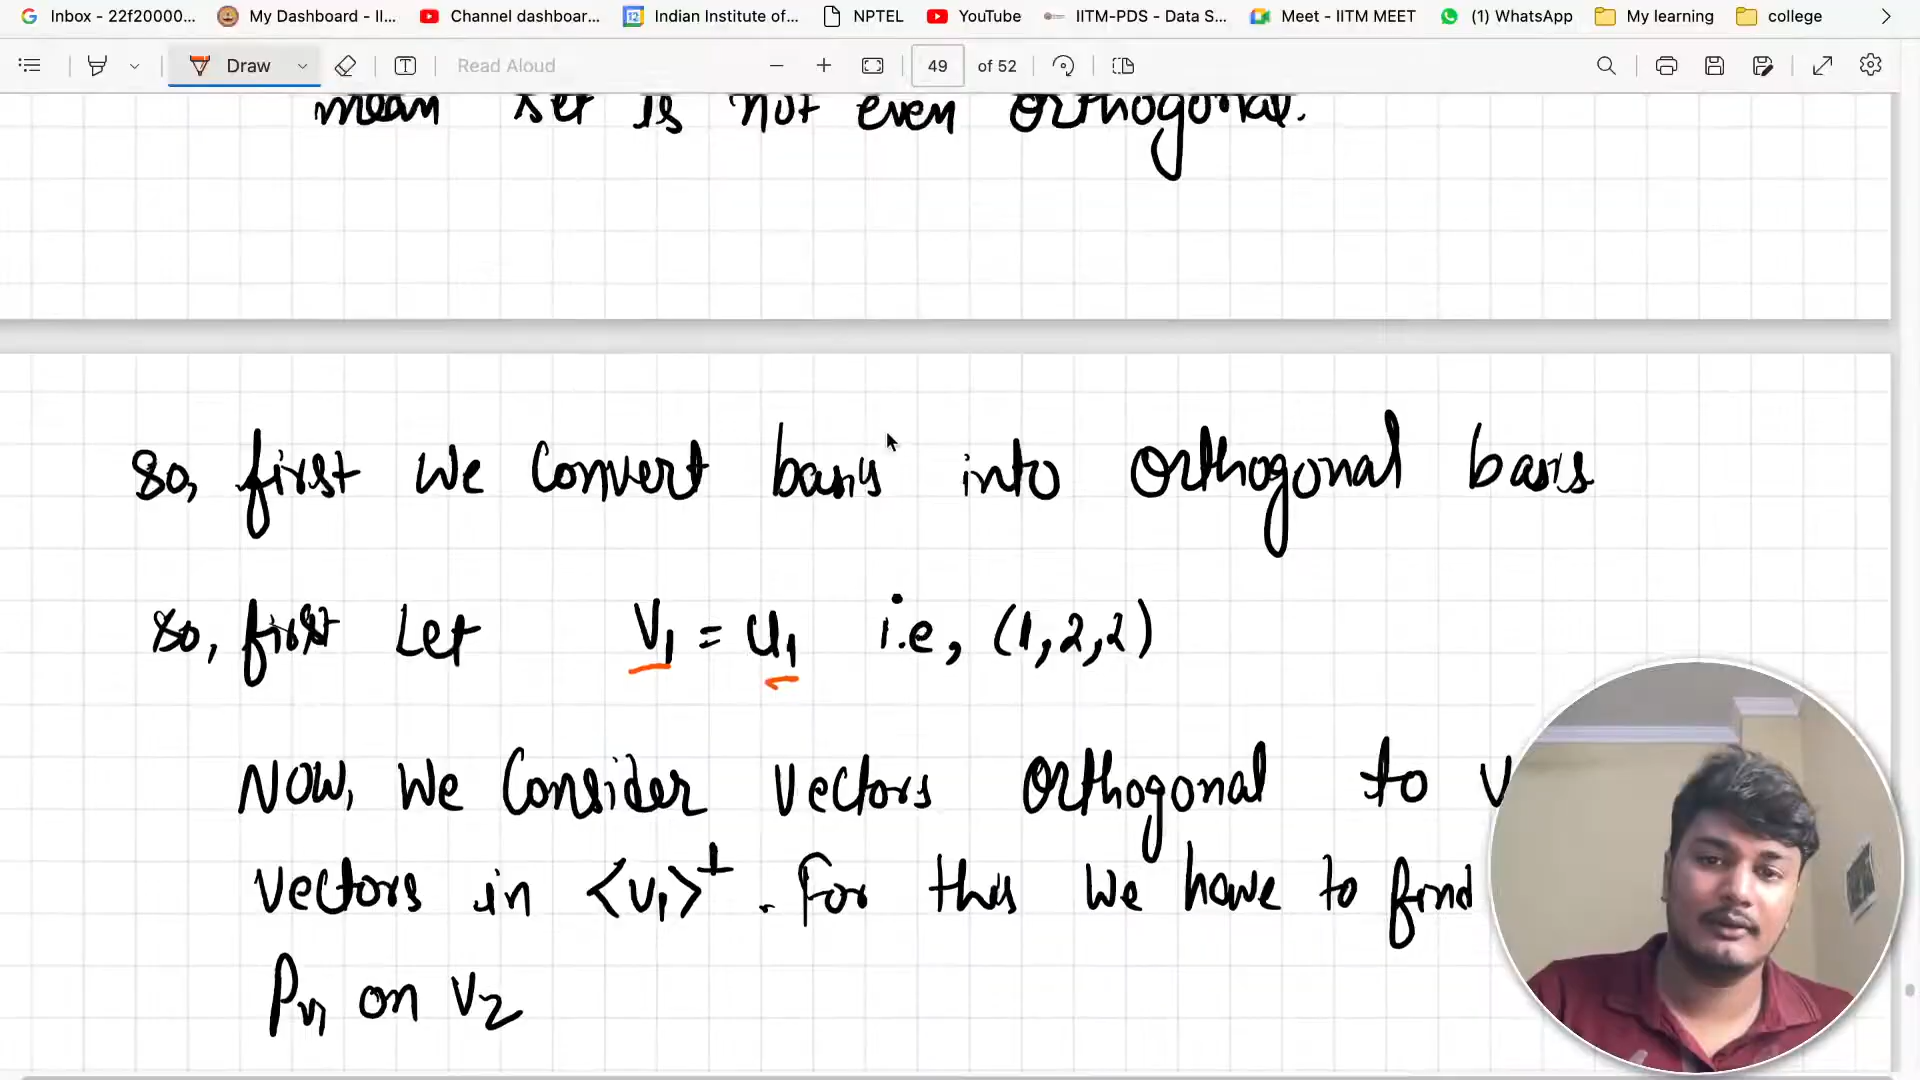 Inbox - 22f20000... My Dashboard - II... Channel dashboar... Indian Institute of... NPTEL YouTube IITM-PDS - Data S... Meet - IITM MEET (1) WhatsApp My learning college
Draw Read Aloud 49 of 52
mean set is not even orthogonal.
So, first we convert basis into orthogonal basis
So, first Let V₁ = u₁ i.e, (1,2,2)
NOW, we consider vectors orthogonal to V
vectors in <v₁>⊥. For this we have to find
Pv₁ on V₂